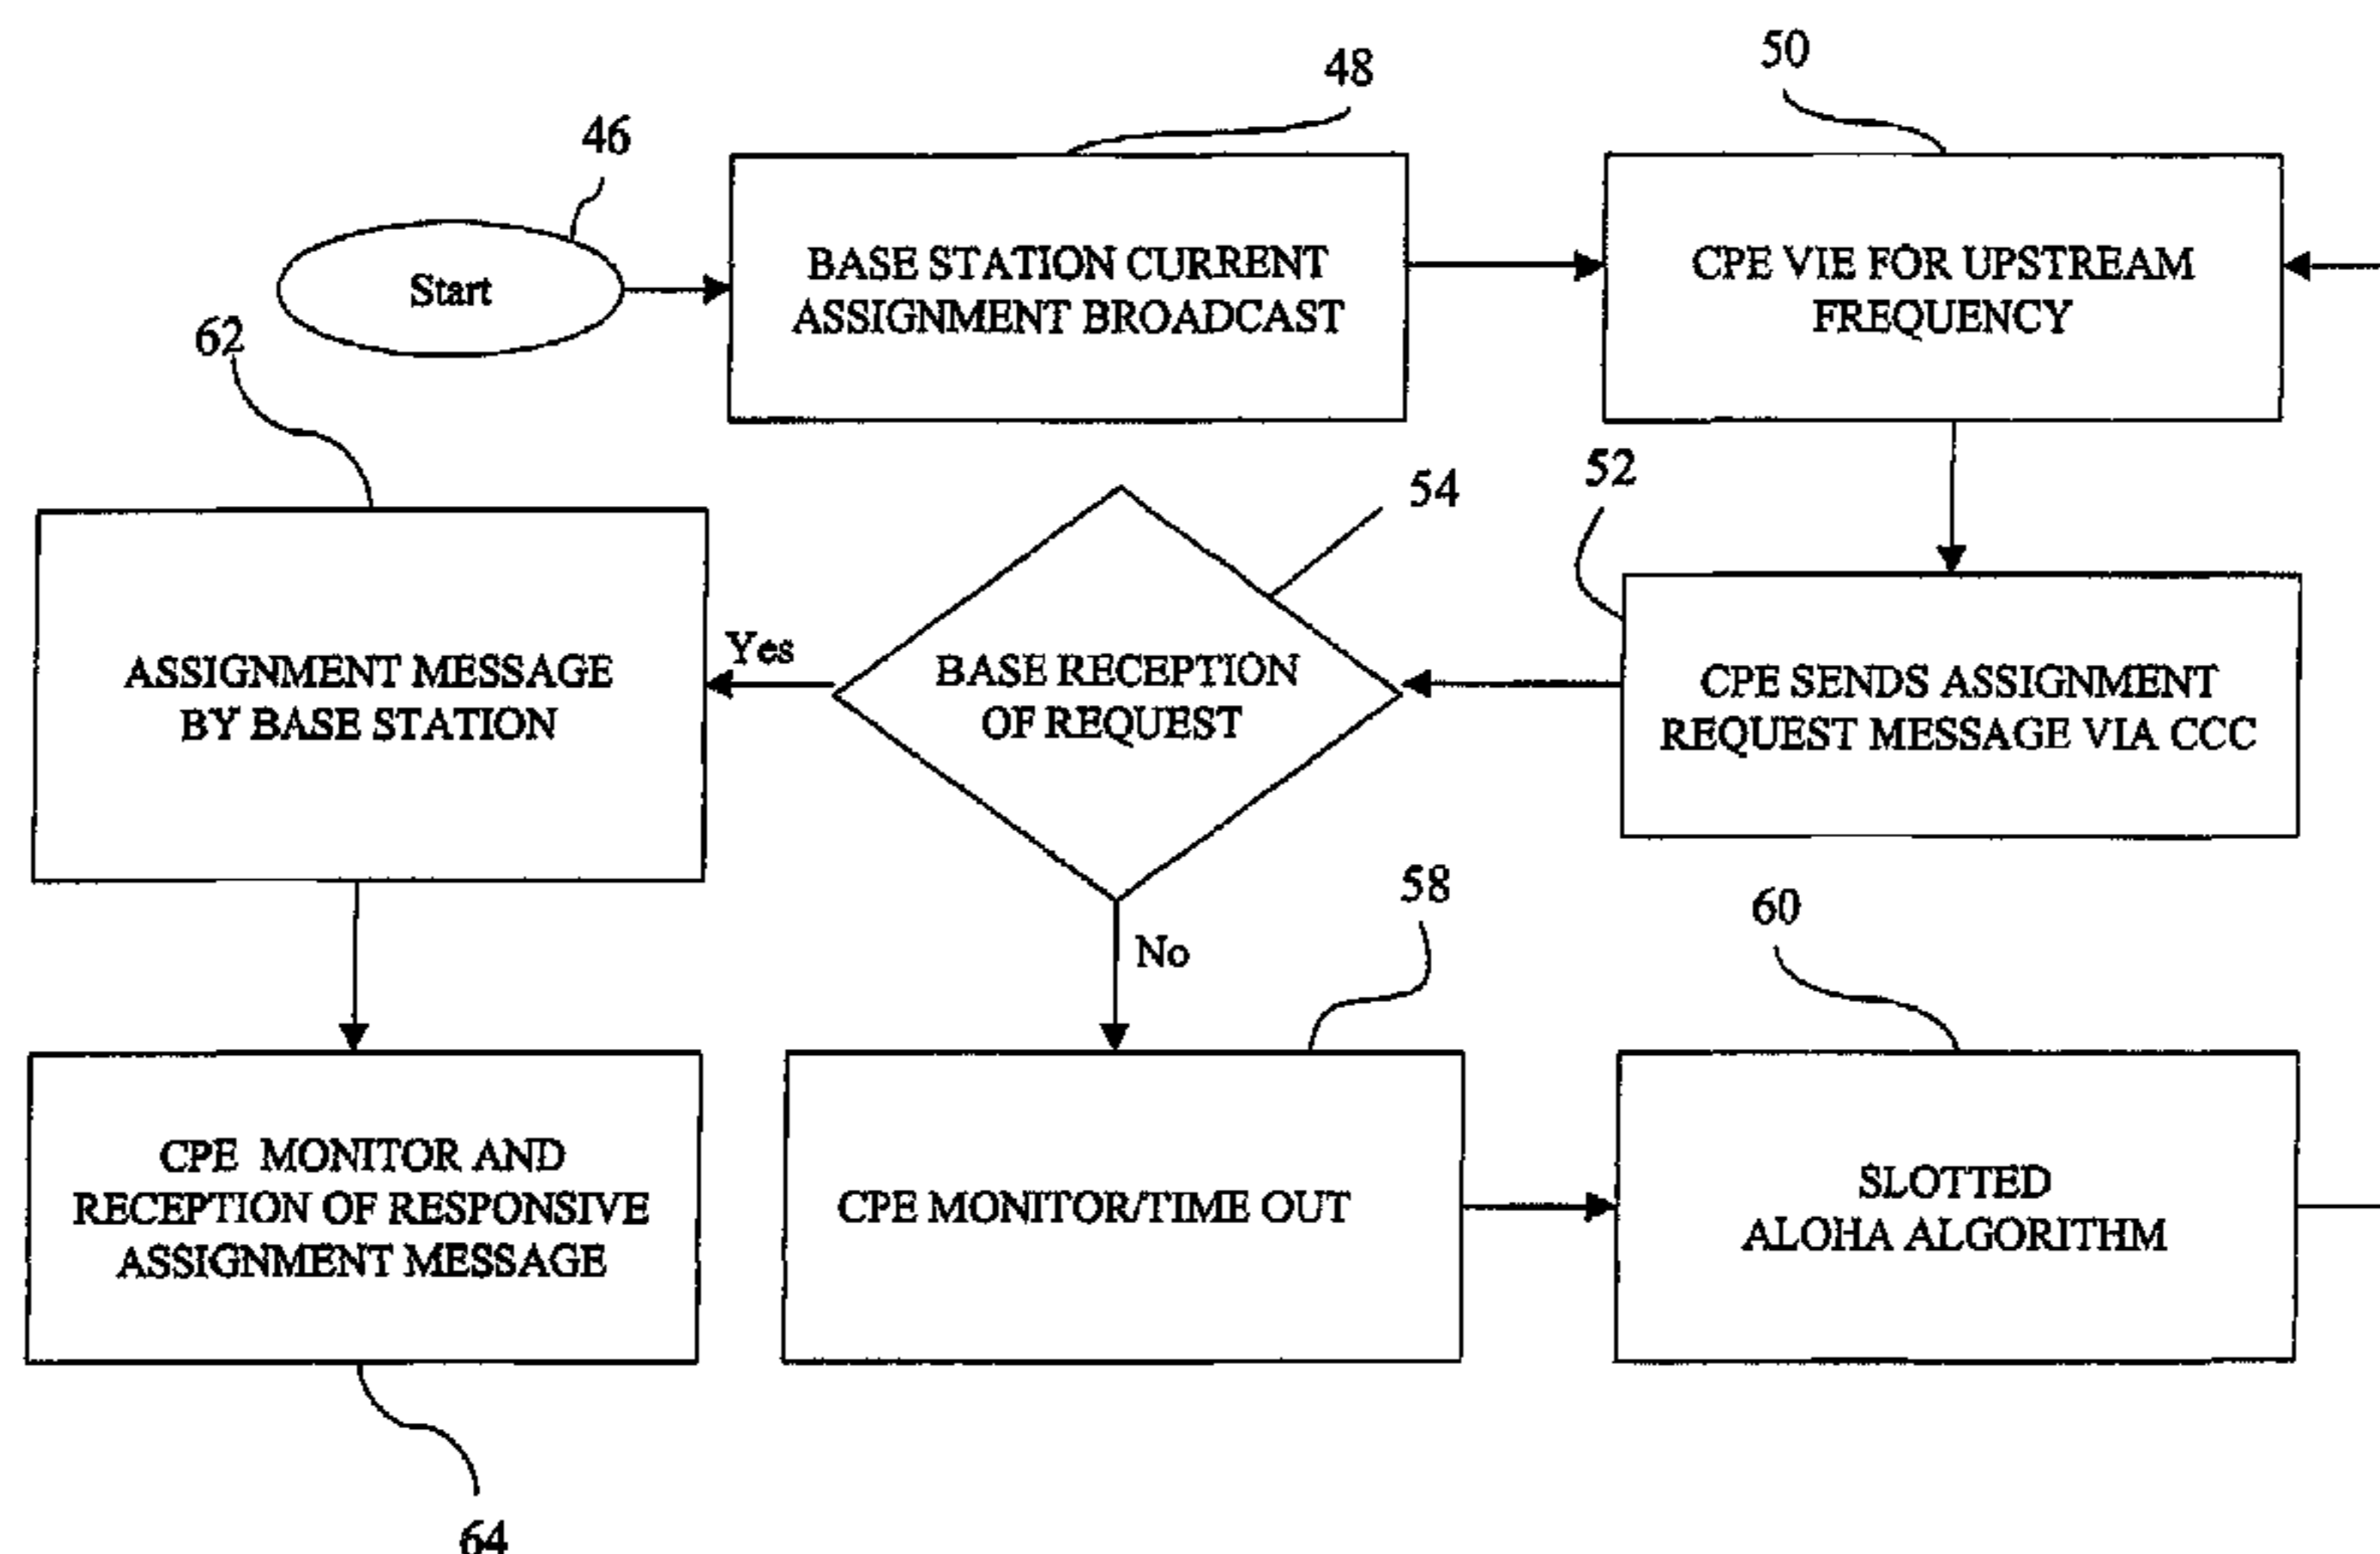 48
50
46
Start
BASE STATION CURRENT
ASSIGNMENT BROADCAST
CPE VIE FOR UPSTREAM
FREQUENCY
62
54
52
Yes
ASSIGNMENT MESSAGE
BY BASE STATION
BASE RECEPTION
OF REQUEST
CPE SENDS ASSIGNMENT
REQUEST MESSAGE VIA CCC
58
60
No
CPE MONITOR AND
RECEPTION OF RESPONSIVE
ASSIGNMENT MESSAGE
CPE MONITOR/TIME OUT
SLOTTED
ALOHA ALGORITHM
64